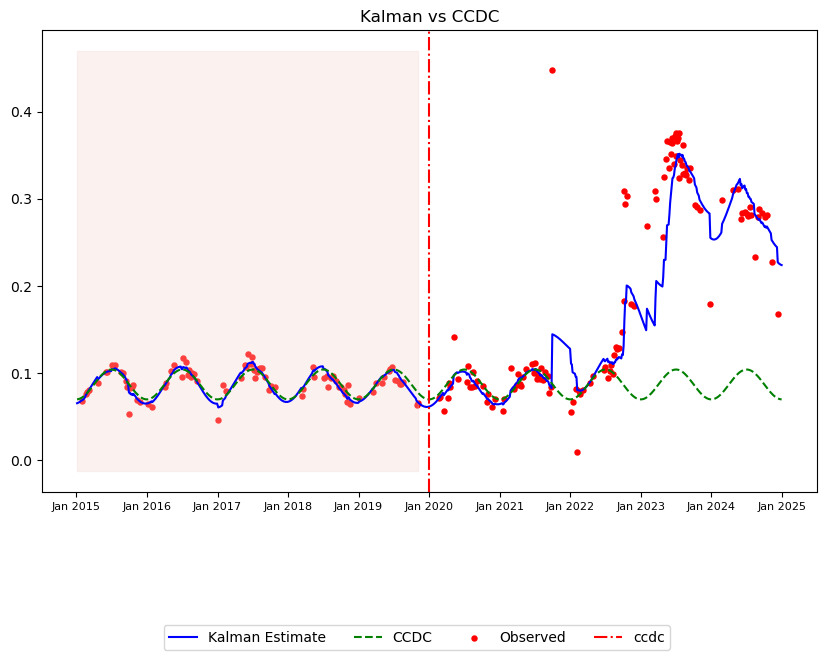 Kalman vs CCDC
0.4
0.3
0.2
0.1
0.0
Jan 2015 Jan 2016 Jan 2017 Jan 2018 Jan 2019 Jan 2020 Jan 2021 Jan 2022 Jan 2023 Jan 2024 Jan 2025
Kalman Estimate CCDC Observed ccdc